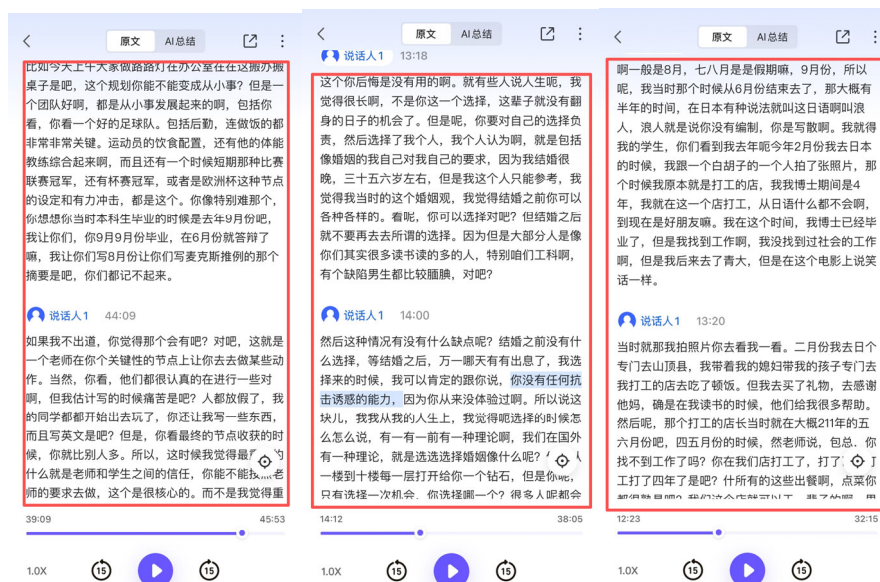 原文 AI总结
比如今天上午大家做路路灯在办公室在在这搬办搬
桌子是吧，这个规划你能不能变成从小事？但是一
个团队好啊，都是从小事发展起来的啊，包括你
看，你看一个好的足球队。包括后勤，连做饭的都
非常非常关键。运动员的饮食配置，还有他的体能
教练综合起来啊，而且还有一个时候短期那种比赛
联赛冠军，还有杯赛冠军，或者是欧洲杯这种节点
的设定和有力冲击，都是这个。你像特别难那个，
你想想你当时本科生毕业的时候是去年9月份吧，
我让你们，你9月9月份毕业，在6月份就答辩了
嘛，我让你们写8月份让你们写麦克斯推例的那个
摘要是吧，你们都记不起来。
说话人1 44:09
如果我不出道，你觉得那个会有吧？对吧，这就是
一个老师在你个关键性的节点上让你去去做某些动
作。当然，你看，他们都很认真的在进行一些对
啊，但我估计写的时候痛苦是吧？人都放假了，我
的同学都都开始出去玩了，你还让我写一些东西，
而且写英文是吧？但是，你看最终的节点收获的时
候，你就比别人多。所以，这时候我觉得最
什么就是老师和学生之间的信任，你能不能按
师的要求去做，这个是很核心的。而不是我觉得重
39:09 45:53
1.0X 15 15
原文 AI总结
说话人1 13:18
这个你后悔是没有用的啊。就有些人说人生呃，我
觉得很长啊，不是你这一个选择，这辈子就没有翻
身的日子的机会了。但是呢，你要对自己的选择负
责，然后选择了我个人，我个人认为啊，就是包括
像婚姻的我自己对我自己的要求，因为我结婚很
晚，三十五六岁左右，但是我这个人只能参考，我
觉得我当时的这个婚姻观，我觉得结婚之前你可以
各种各样的。看呢，你可以选择对吧？但结婚之后
就不要再去去所谓的选择。因为但是大部分人是像
你们其实很多读书读的多的人，特别咱们工科啊，
有个缺陷男生都比较腼腆，对吧？
说话人1 14:00
然后这种情况有没有什么缺点呢？结婚之前没有什
么选择，等结婚之后，万一哪天有有出息了，我选
择来的时候，我可以肯定的跟你说，你没有任何抗
击诱惑的能力，因为你从来没体验过啊。所以说这
块儿，我我从我的人生上，我觉得呃选择的时候怎
么怎么说，有一有一前有一种理论啊，我们在国外
有一种理论，就是选选选择婚姻像什么呢？
一楼到十楼每一层打开给你一个钻石，但是你呢，
只有选择一次机会，你选择哪一个？很多人呢都会
14:12 38:05
1.0X 15 15
原文 AI总结
啊一般是8月，七八月是是假期嘛，9月份，所以
呢，我当时那个时候从6月份结束去了，那大概有
半年的时间，在日本有种说法就叫这日语啊叫浪
人，浪人就是说你没有编制，你是写散啊。我就得
我的学生，你们看到我去年呃今年2月份我去日本
的时候，我跟一个白胡子的一个人拍了张照片，那
个时候我原本就是打工的店，我我博士期间是4
年，我就在这一个店打工，从日语什么都不会啊，
到现在是好朋友嘛。我在这个时间，我博士已经毕
业了，但是我找到工作啊，我没找到过社会的工作
啊，但是我后来去了青大，但是在这个电影上说笑
话一样。
说话人1 13:20
当时就那我拍照片你去看我一看。二月份我去日个
专门去山顶县，我带着我的媳妇带我的孩子专门去
我打工的店去吃了顿饭。但我去买了礼物，去感谢
他妈，确是在我读书的时候，他们给我很多帮助。
然后呢，那个打工的店长当时就在大概211年的五
六月份吧，四五月份的时候，然老师说，包总，你
找不到工作了吗？你在我们店打工了，打了
工打了四年了是吧？什所有的这些出餐啊，点菜你
12:23 32:15
1.0X 15 15